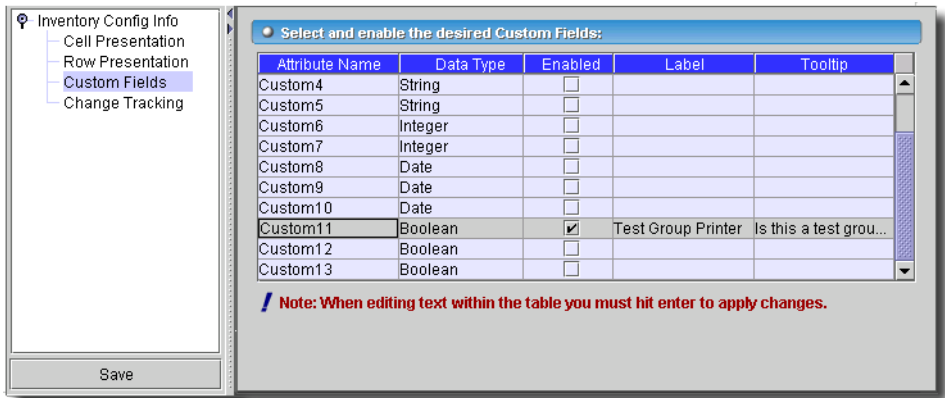 Inventory Config Info
Cell Presentation
Row Presentation
Custom Fields
Change Tracking
Save
Select and enable the desired Custom Fields:
Attribute Name Data Type Enabled Label Tooltip
Custom4 String
Custom5 String
Custom6 Integer
Custom7 Integer
Custom8 Date
Custom9 Date
Custom10 Date
Custom11 Boolean Test Group Printer Is this a test grou...
Custom12 Boolean
Custom13 Boolean
! Note: When editing text within the table you must hit enter to apply changes.